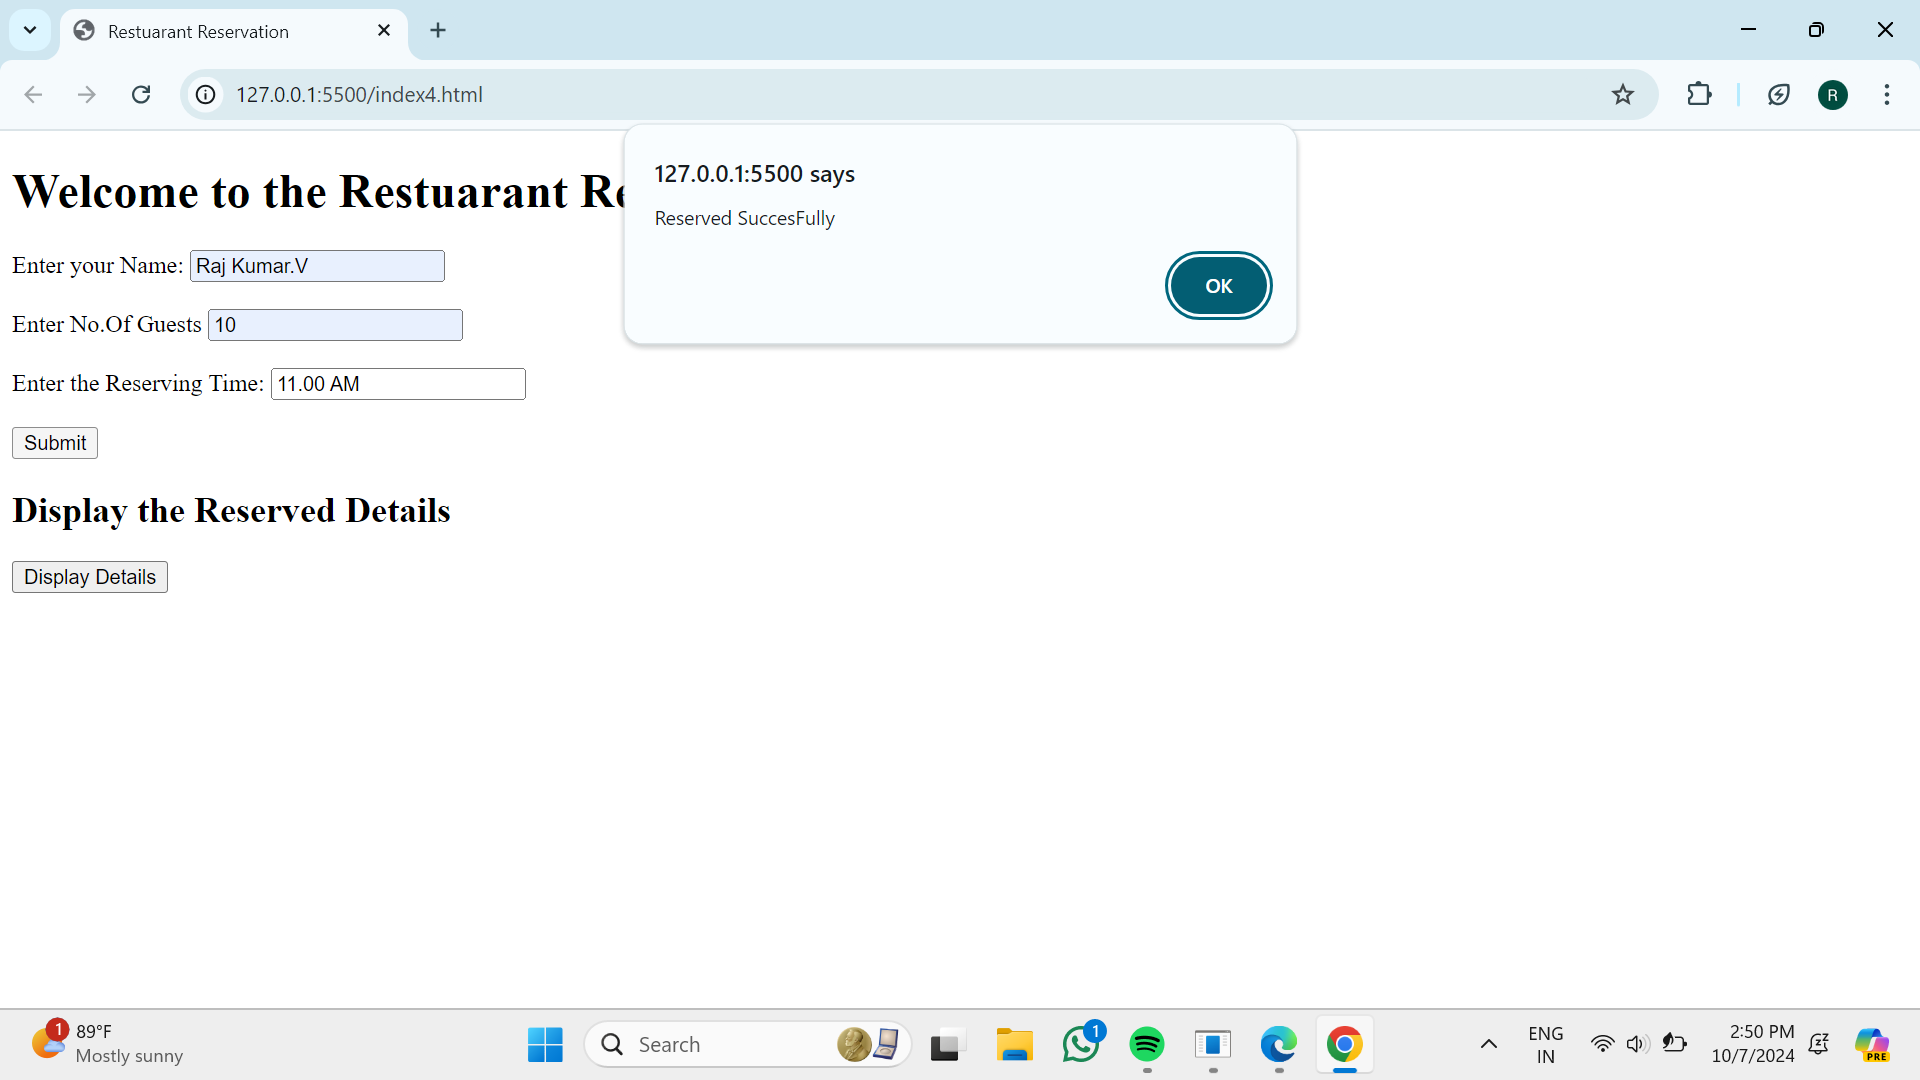 Restuarant Reservation
127.0.0.1:5500/index4.html
R
127.0.0.1:5500 says
Reserved SuccesFully
OK
Welcome to the Restuarant
Enter your Name: Raj Kumar.V
Enter No.Of Guests 10
Enter the Reserving Time: 11.00 AM
Submit
Display the Reserved Details
Display Details
1
89°F
Mostly sunny
Search
1
ENG
IN
2:50 PM
10/7/2024
PRE